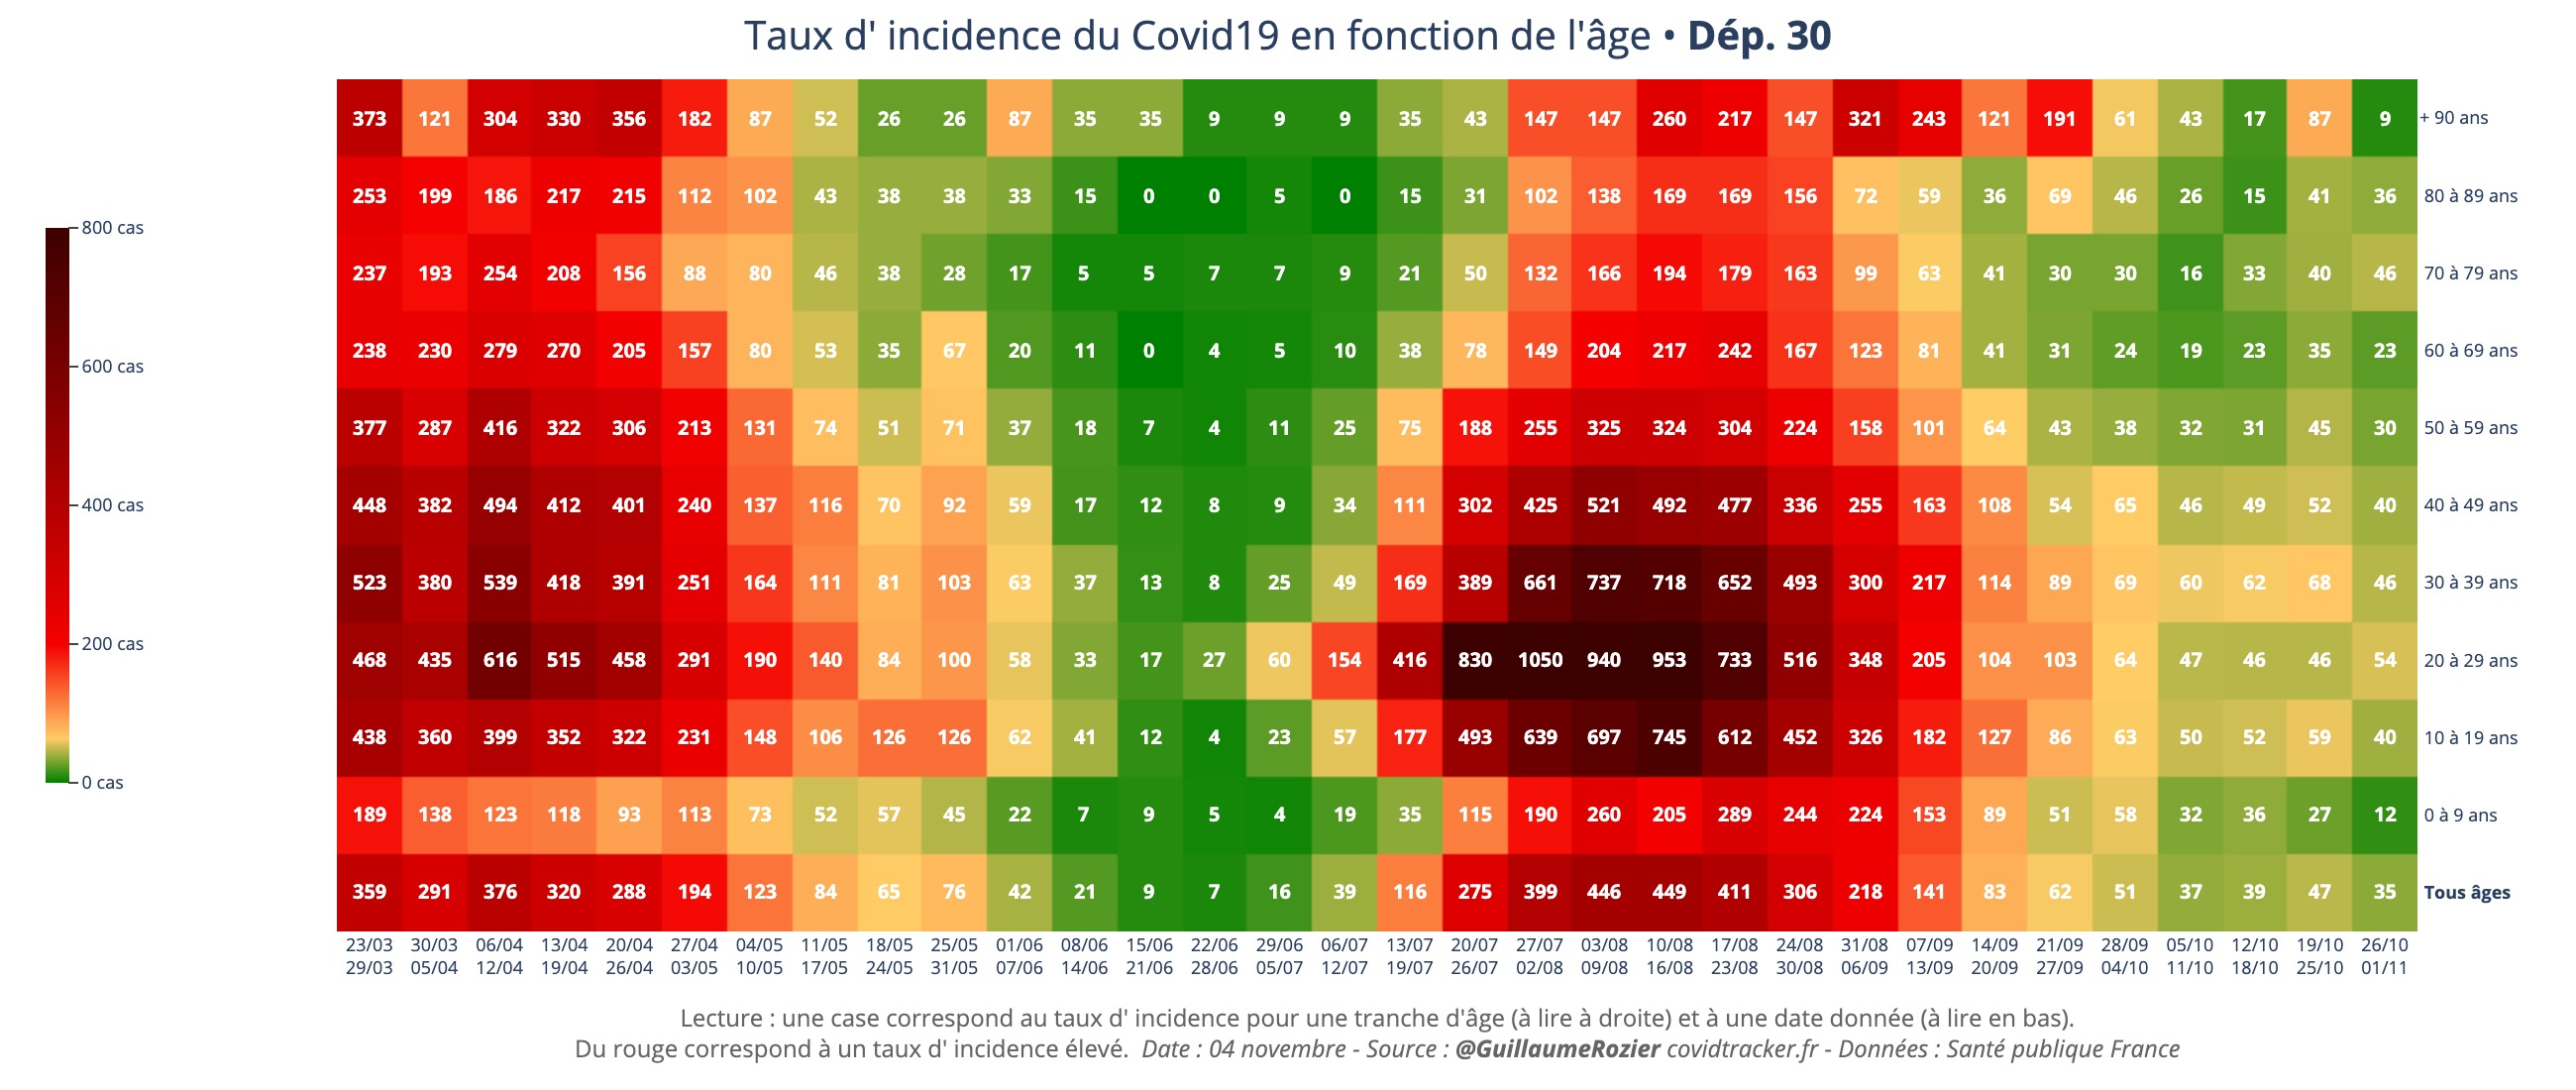 Taux d' incidence du Covid19 en fonction de l'âge • Dép. 30
800 cas
600 cas
400 cas
200 cas
0 cas
373 121 304 330 356 182 87 52 26 26 87 35 35 9 9 9 35 43 147 147 260 217 147 321 243 121 191 61 43 17 87 9 + 90 ans
253 199 186 217 215 112 102 43 38 38 33 15 0 0 5 0 15 31 102 138 169 169 156 72 59 36 69 46 26 15 41 36 80 à 89 ans
237 193 254 208 156 88 80 46 38 28 17 5 5 7 7 9 21 50 132 166 194 179 163 99 63 41 30 30 16 33 40 46 70 à 79 ans
238 230 279 270 205 157 80 53 35 67 20 11 0 4 5 10 38 78 149 204 217 242 167 123 81 41 31 24 19 23 35 23 60 à 69 ans
377 287 416 322 306 213 131 74 51 71 37 18 7 4 11 25 75 188 255 325 324 304 224 158 101 64 43 38 32 31 45 30 50 à 59 ans
448 382 494 412 401 240 137 116 70 92 59 17 12 8 9 34 111 302 425 521 492 477 336 255 163 108 54 65 46 49 52 40 40 à 49 ans
523 380 539 418 391 251 164 111 81 103 63 37 13 8 25 49 169 389 661 737 718 652 493 300 217 114 89 69 60 62 68 46 30 à 39 ans
468 435 616 515 458 291 190 140 84 100 58 33 17 27 60 154 416 830 1050 940 953 733 516 348 205 104 103 64 47 46 46 54 20 à 29 ans
438 360 399 352 322 231 148 106 126 126 62 41 12 4 23 57 177 493 639 697 745 612 452 326 182 127 86 63 50 52 59 40 10 à 19 ans
189 138 123 118 93 113 73 52 57 45 22 7 9 5 4 19 35 115 190 260 205 289 244 224 153 89 51 58 32 36 27 12 0 à 9 ans
359 291 376 320 288 194 123 84 65 76 42 21 9 7 16 39 116 275 399 446 449 411 306 218 141 83 62 51 37 39 47 35 Tous âges
23/03 30/03 06/04 13/04 20/04 27/04 04/05 11/05 18/05 25/05 01/06 08/06 15/06 22/06 29/06 06/07 13/07 20/07 27/07 03/08 10/08 17/08 24/08 31/08 07/09 14/09 21/09 28/09 05/10 12/10 19/10 26/10
29/03 05/04 12/04 19/04 26/04 03/05 10/05 17/05 24/05 31/05 07/06 14/06 21/06 28/06 05/07 12/07 19/07 26/07 02/08 09/08 16/08 23/08 30/08 06/09 13/09 20/09 27/09 04/10 11/10 18/10 25/10 01/11
Lecture : une case correspond au taux d' incidence pour une tranche d'âge (à lire à droite) et à une date donnée (à lire en bas).
Du rouge correspond à un taux d' incidence élevé. Date : 04 novembre - Source : @GuillaumeRozier covidtracker.fr - Données : Santé publique France